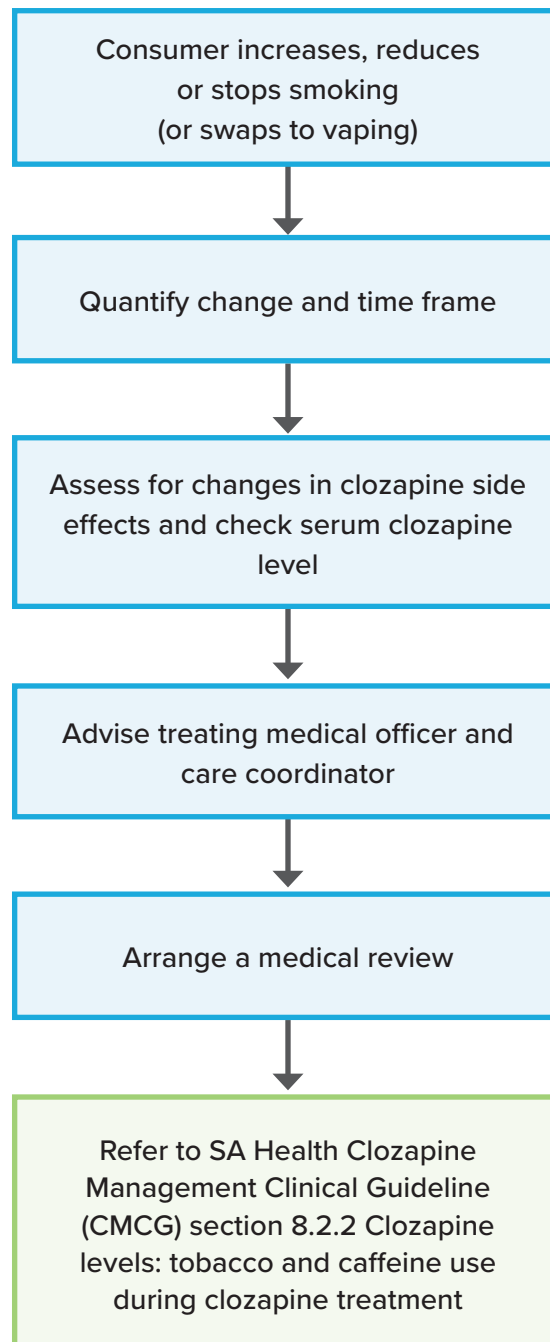 Consumer increases, reduces
or stops smoking
(or swaps to vaping)
Quantify change and time frame
Assess for changes in clozapine side
effects and check serum clozapine
level
Advise treating medical officer and
care coordinator
Arrange a medical review
Refer to SA Health Clozapine
Management Clinical Guideline
(CMCG) section 8.2.2 Clozapine
levels: tobacco and caffeine use
during clozapine treatment